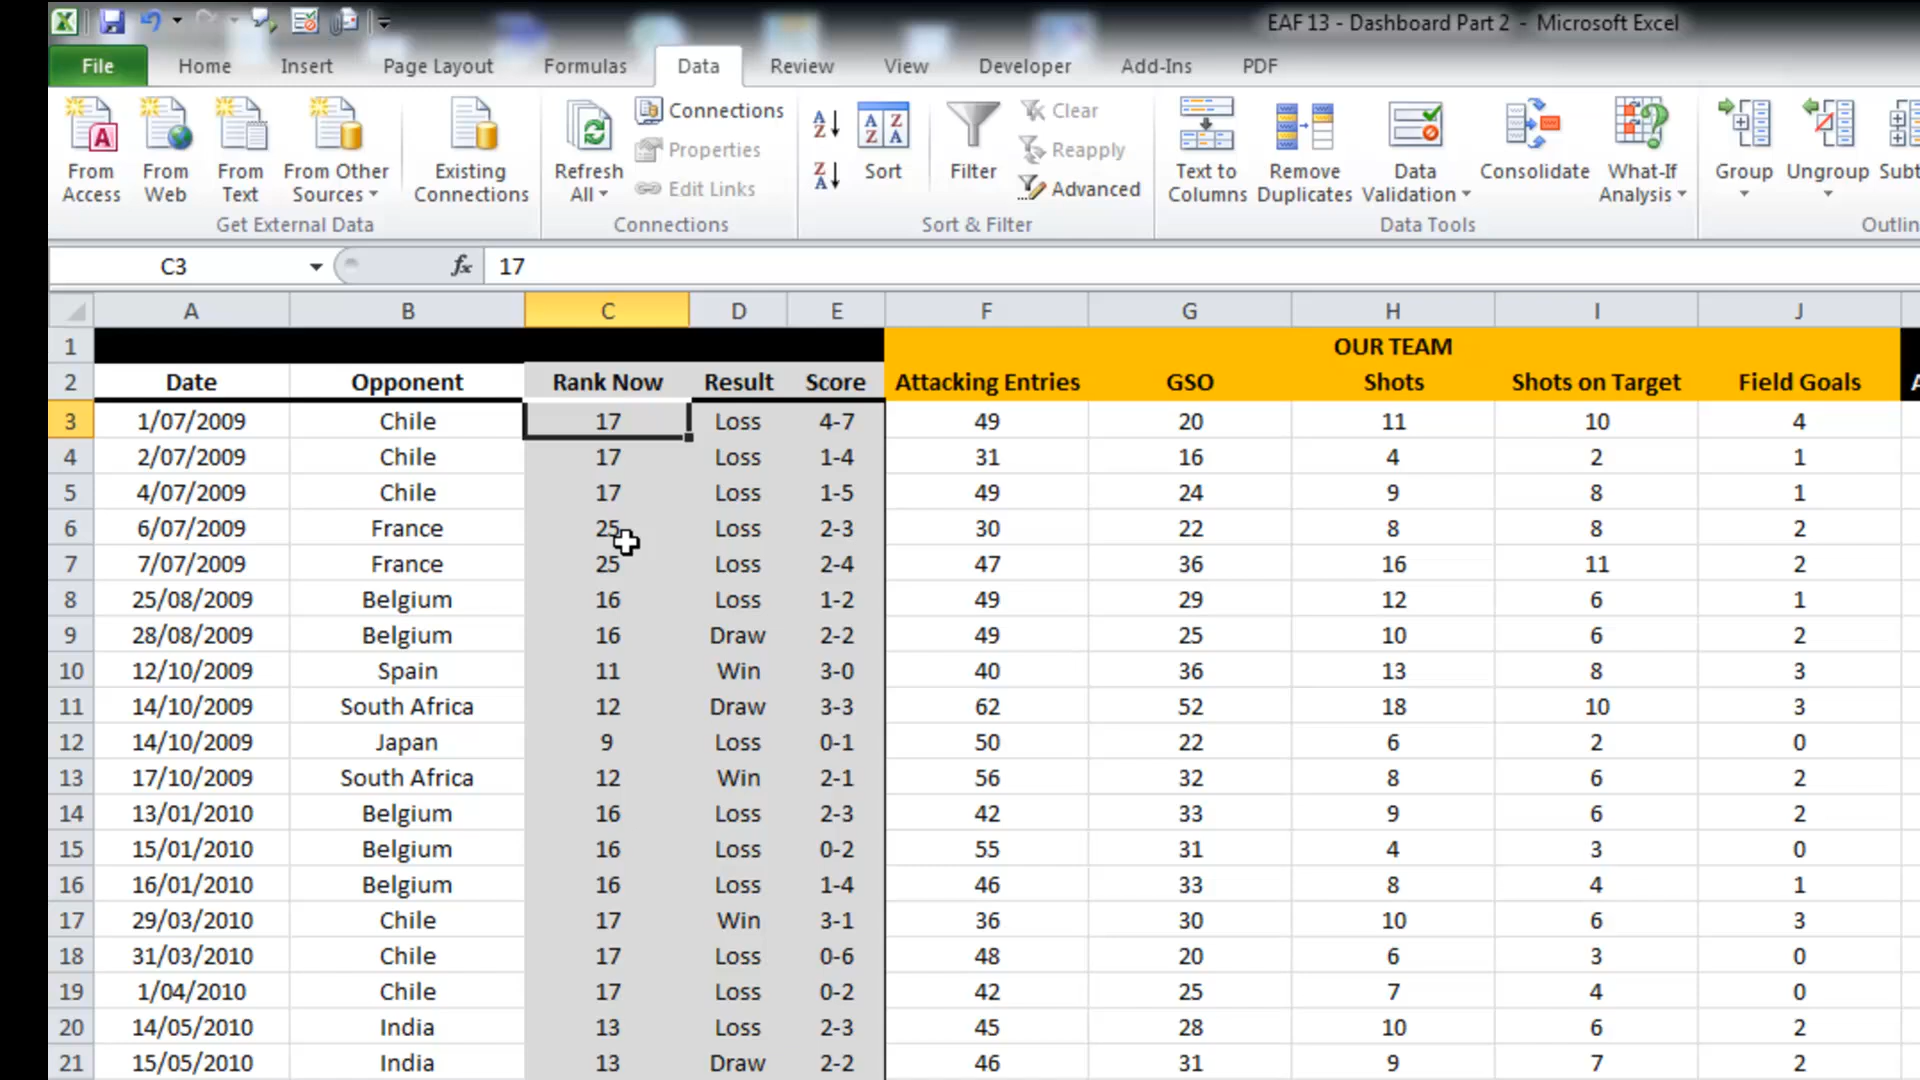 EAF 13 - Dashboard Part 2 - Microsoft Excel
File Home Insert Page Layout Formulas Data Review View Developer Add-Ins PDF
From Access
From Web
From Text
From Other Sources
Existing Connections
Get External Data
Refresh All
Connections
Properties
Edit Links
Connections
Sort
Filter
Clear
Reapply
Advanced
Sort & Filter
Text to Columns
Remove Duplicates
Data Validation
Consolidate
What-If Analysis
Data Tools
Group
Ungroup
C3 fx 17
A B C D E F G H I J
1 OUR TEAM
2 Date Opponent Rank Now Result Score Attacking Entries GSO Shots Shots on Target Field Goals
3 1/07/2009 Chile 17 Loss 4-7 49 20 11 10 4
4 2/07/2009 Chile 17 Loss 1-4 31 16 4 2 1
5 4/07/2009 Chile 17 Loss 1-5 49 24 9 8 1
6 6/07/2009 France 25 Loss 2-3 30 22 8 8 2
7 7/07/2009 France 25 Loss 2-4 47 36 16 11 2
8 25/08/2009 Belgium 16 Loss 1-2 49 29 12 6 1
9 28/08/2009 Belgium 16 Draw 2-2 49 25 10 6 2
10 12/10/2009 Spain 11 Win 3-0 40 36 13 8 3
11 14/10/2009 South Africa 12 Draw 3-3 62 52 18 10 3
12 14/10/2009 Japan 9 Loss 0-1 50 22 6 2 0
13 17/10/2009 South Africa 12 Win 2-1 56 32 8 6 2
14 13/01/2010 Belgium 16 Loss 2-3 42 33 9 6 2
15 15/01/2010 Belgium 16 Loss 0-2 55 31 4 3 0
16 16/01/2010 Belgium 16 Loss 1-4 46 33 8 4 1
17 29/03/2010 Chile 17 Win 3-1 36 30 10 6 3
18 31/03/2010 Chile 17 Loss 0-6 48 20 6 3 0
19 1/04/2010 Chile 17 Loss 0-2 42 25 7 4 0
20 14/05/2010 India 13 Loss 2-3 45 28 10 6 2
21 15/05/2010 India 13 Draw 2-2 46 31 9 7 2